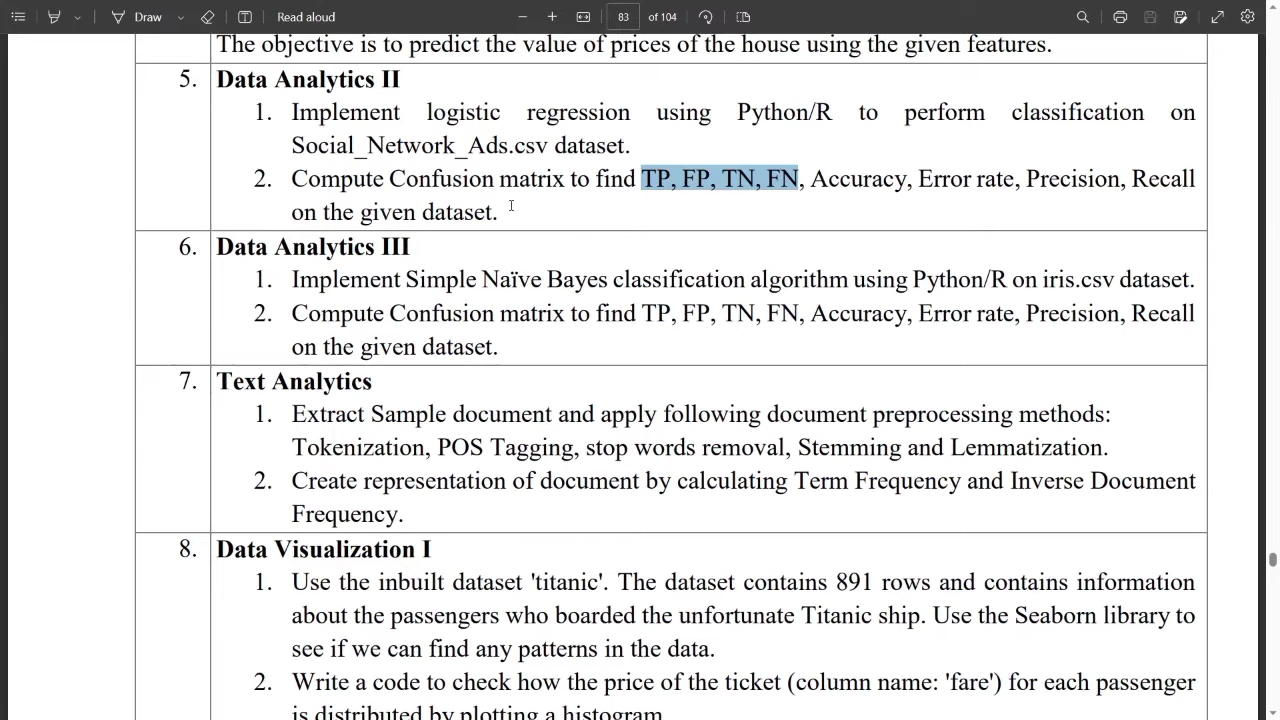 Draw
Read aloud
83 of 104
The objective is to predict the value of prices of the house using the given features.
5. Data Analytics II
1. Implement logistic regression using Python/R to perform classification on
Social_Network_Ads.csv dataset.
2. Compute Confusion matrix to find TP, FP, TN, FN, Accuracy, Error rate, Precision, Recall
on the given dataset.
6. Data Analytics III
1. Implement Simple Naïve Bayes classification algorithm using Python/R on iris.csv dataset.
2. Compute Confusion matrix to find TP, FP, TN, FN, Accuracy, Error rate, Precision, Recall
on the given dataset.
7. Text Analytics
1. Extract Sample document and apply following document preprocessing methods:
Tokenization, POS Tagging, stop words removal, Stemming and Lemmatization.
2. Create representation of document by calculating Term Frequency and Inverse Document
Frequency.
8. Data Visualization I
1. Use the inbuilt dataset 'titanic'. The dataset contains 891 rows and contains information
about the passengers who boarded the unfortunate Titanic ship. Use the Seaborn library to
see if we can find any patterns in the data.
2. Write a code to check how the price of the ticket (column name: 'fare') for each passenger
is distributed by plotting a histogram.